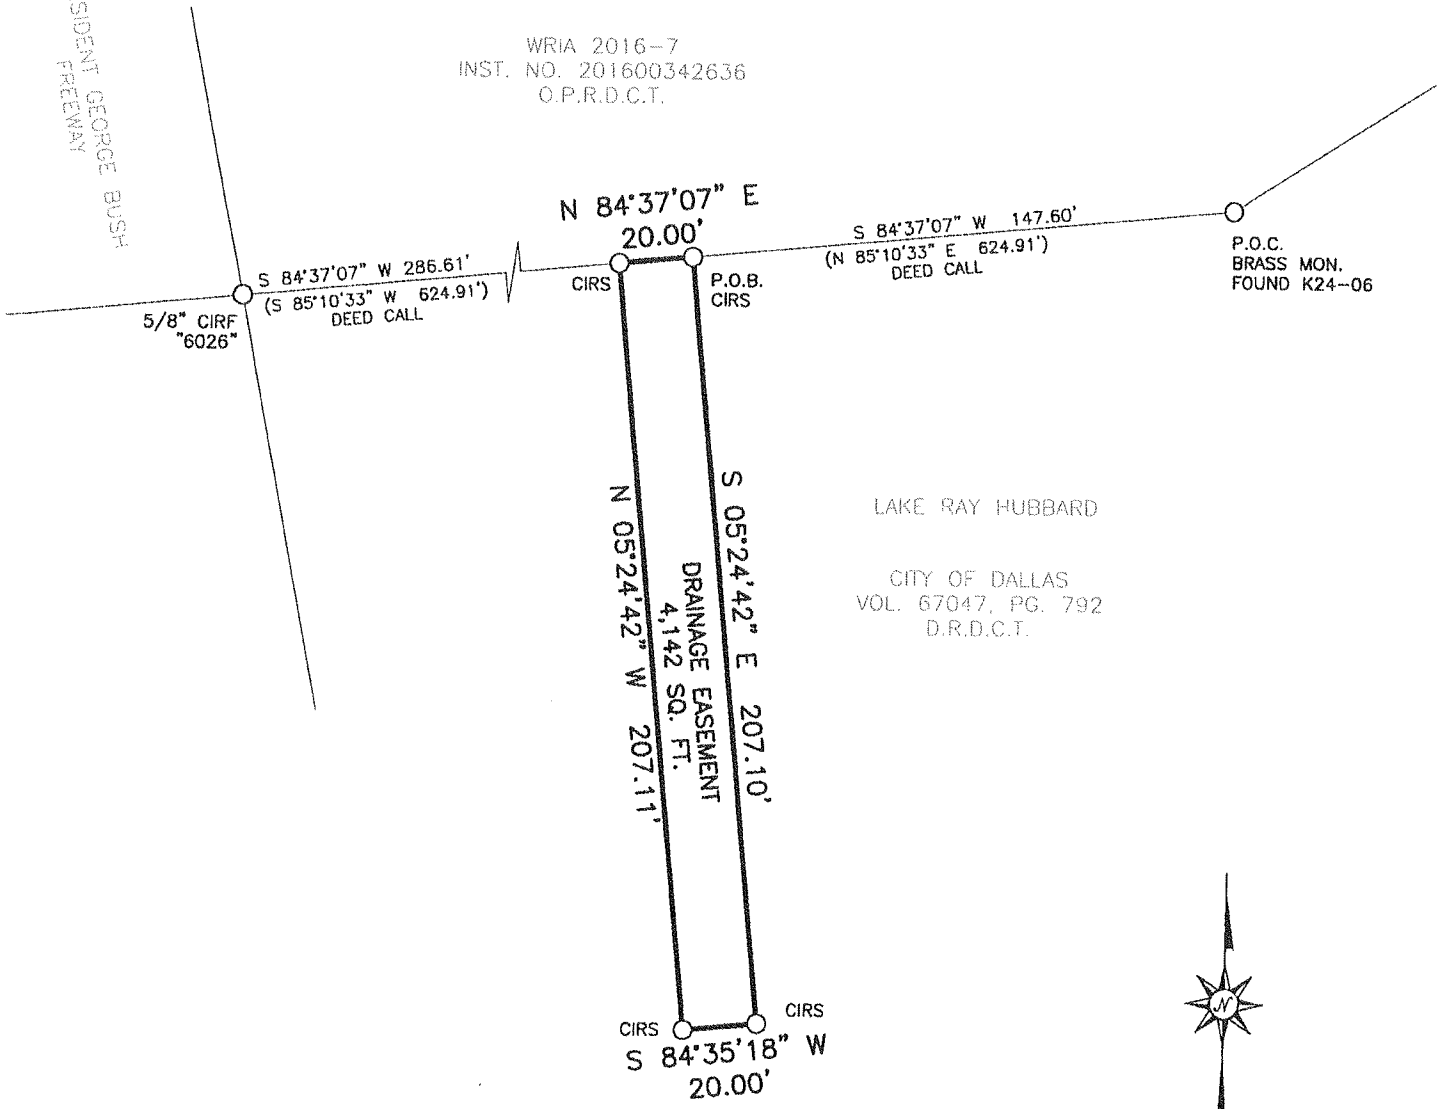 SIDENT GEORGE BUSH
FREEWAY
WRIA 2016-7
INST. NO. 201600342636
O.P.R.D.C.T.
N 84°37'07" E
20.00'
S 84°37'07" W 147.60'
(N 85°10'33" E 624.91')
DEED CALL
P.O.C.
BRASS MON.
FOUND K24-06
S 84°37'07" W 286.61'
(S 85°10'33" W 624.91')
DEED CALL
CIRS
P.O.B.
CIRS
5/8" CIRF
"6026"
N 05°24'42" W 207.11'
DRAINAGE EASEMENT
4,142 SQ. FT.
S 05°24'42" E 207.10'
LAKE RAY HUBBARD
CITY OF DALLAS
VOL. 67047, PG. 792
D.R.D.C.T.
CIRS
CIRS
S 84°35'18" W
20.00'
N